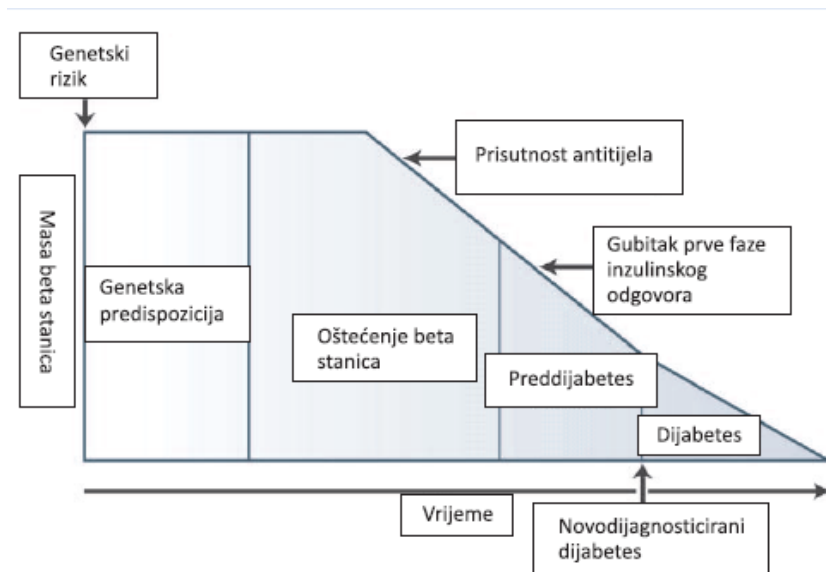 Genetski
rizik
Prisutnost antitijela
Masa beta stanica
Gubitak prve faze
inzulinskog
odgovora
Genetska
predispozicija
Oštećenje beta
stanica
Preddijabetes
Dijabetes
Vrijeme
Novodijagnosticirani
dijabetes